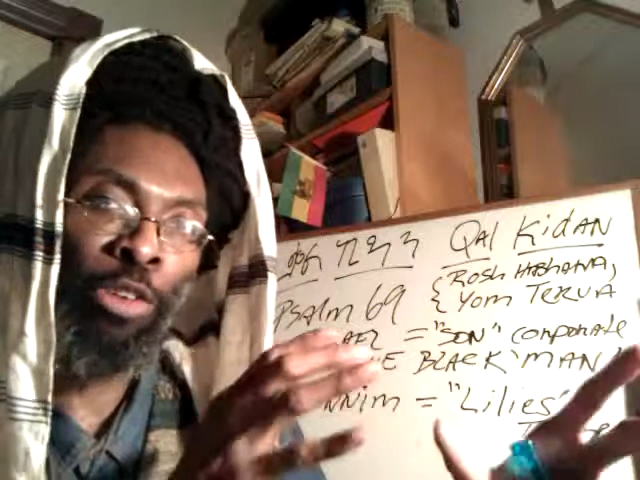 ቃል ኪዳን QAl KidAN
{ ROSH HASHANA,
PSAlm 69 { YOM TERUA
= "SON" corporate
BLACK 'MAN
= "Lilies"